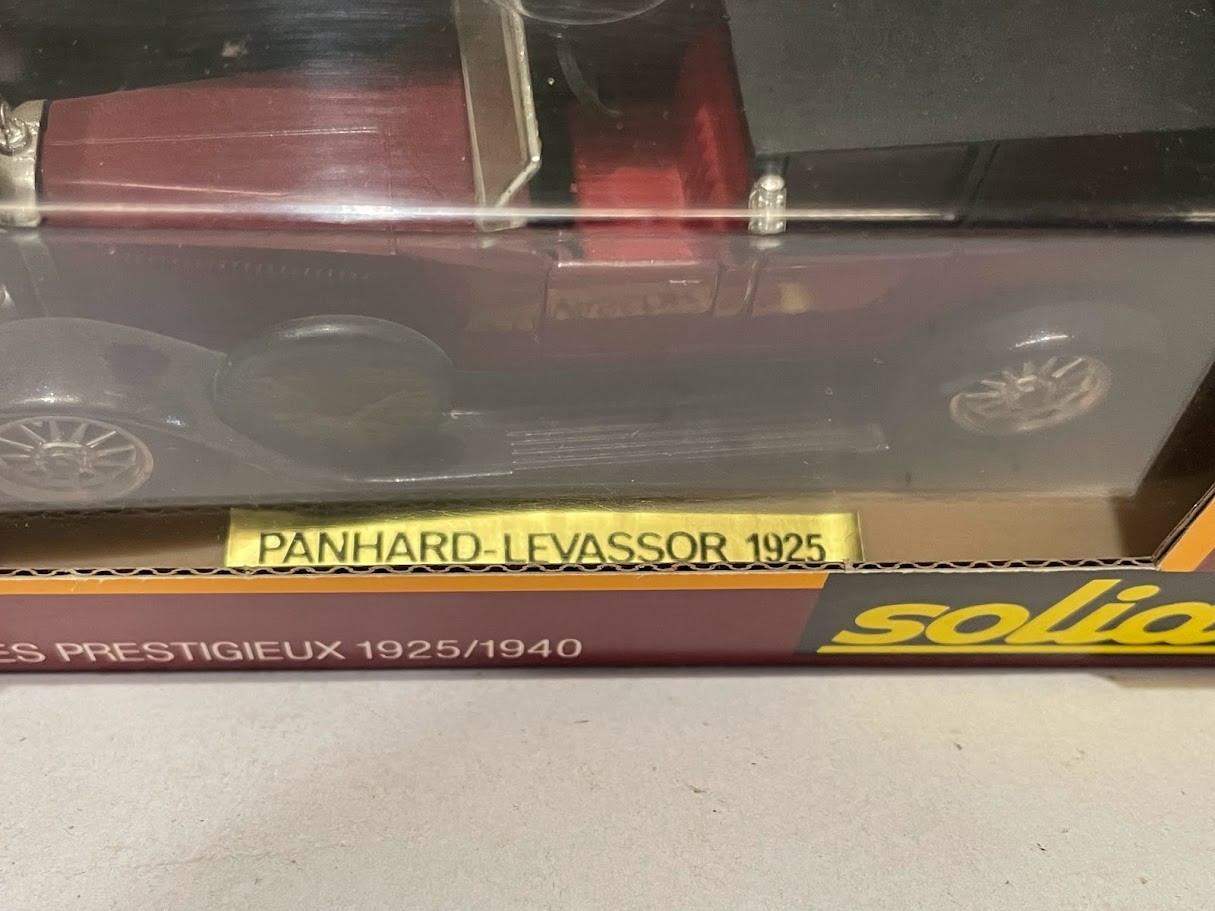 PANHARD-LEVASSOR 1925
ES PRESTIGIEUX 1925/1940
solid